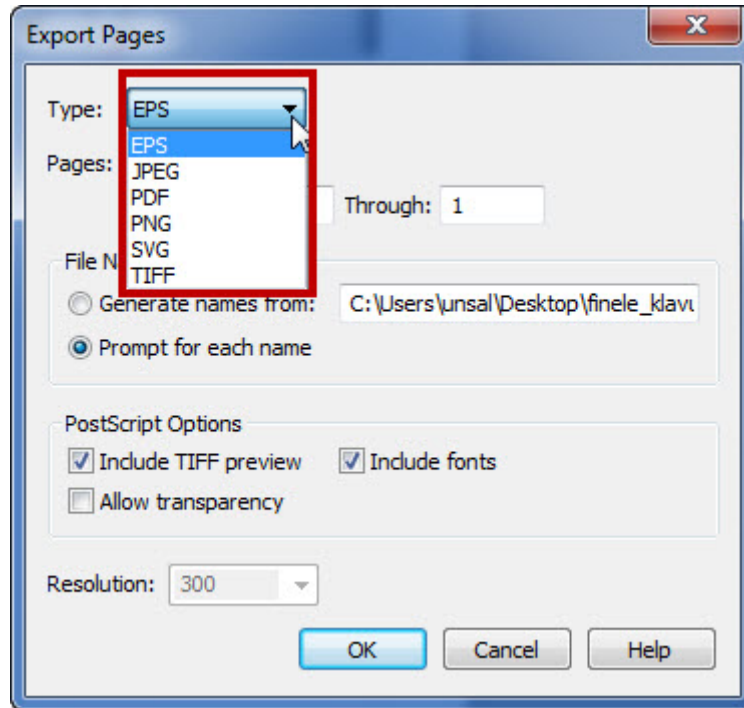 Export Pages
Type: EPS
EPS
JPEG
PDF
PNG
SVG
TIFF
Pages:
Through: 1
File N
Generate names from: C:\Users\unsal\Desktop\finele_klavu
Prompt for each name
PostScript Options
Include TIFF preview Include fonts
Allow transparency
Resolution: 300
OK Cancel Help